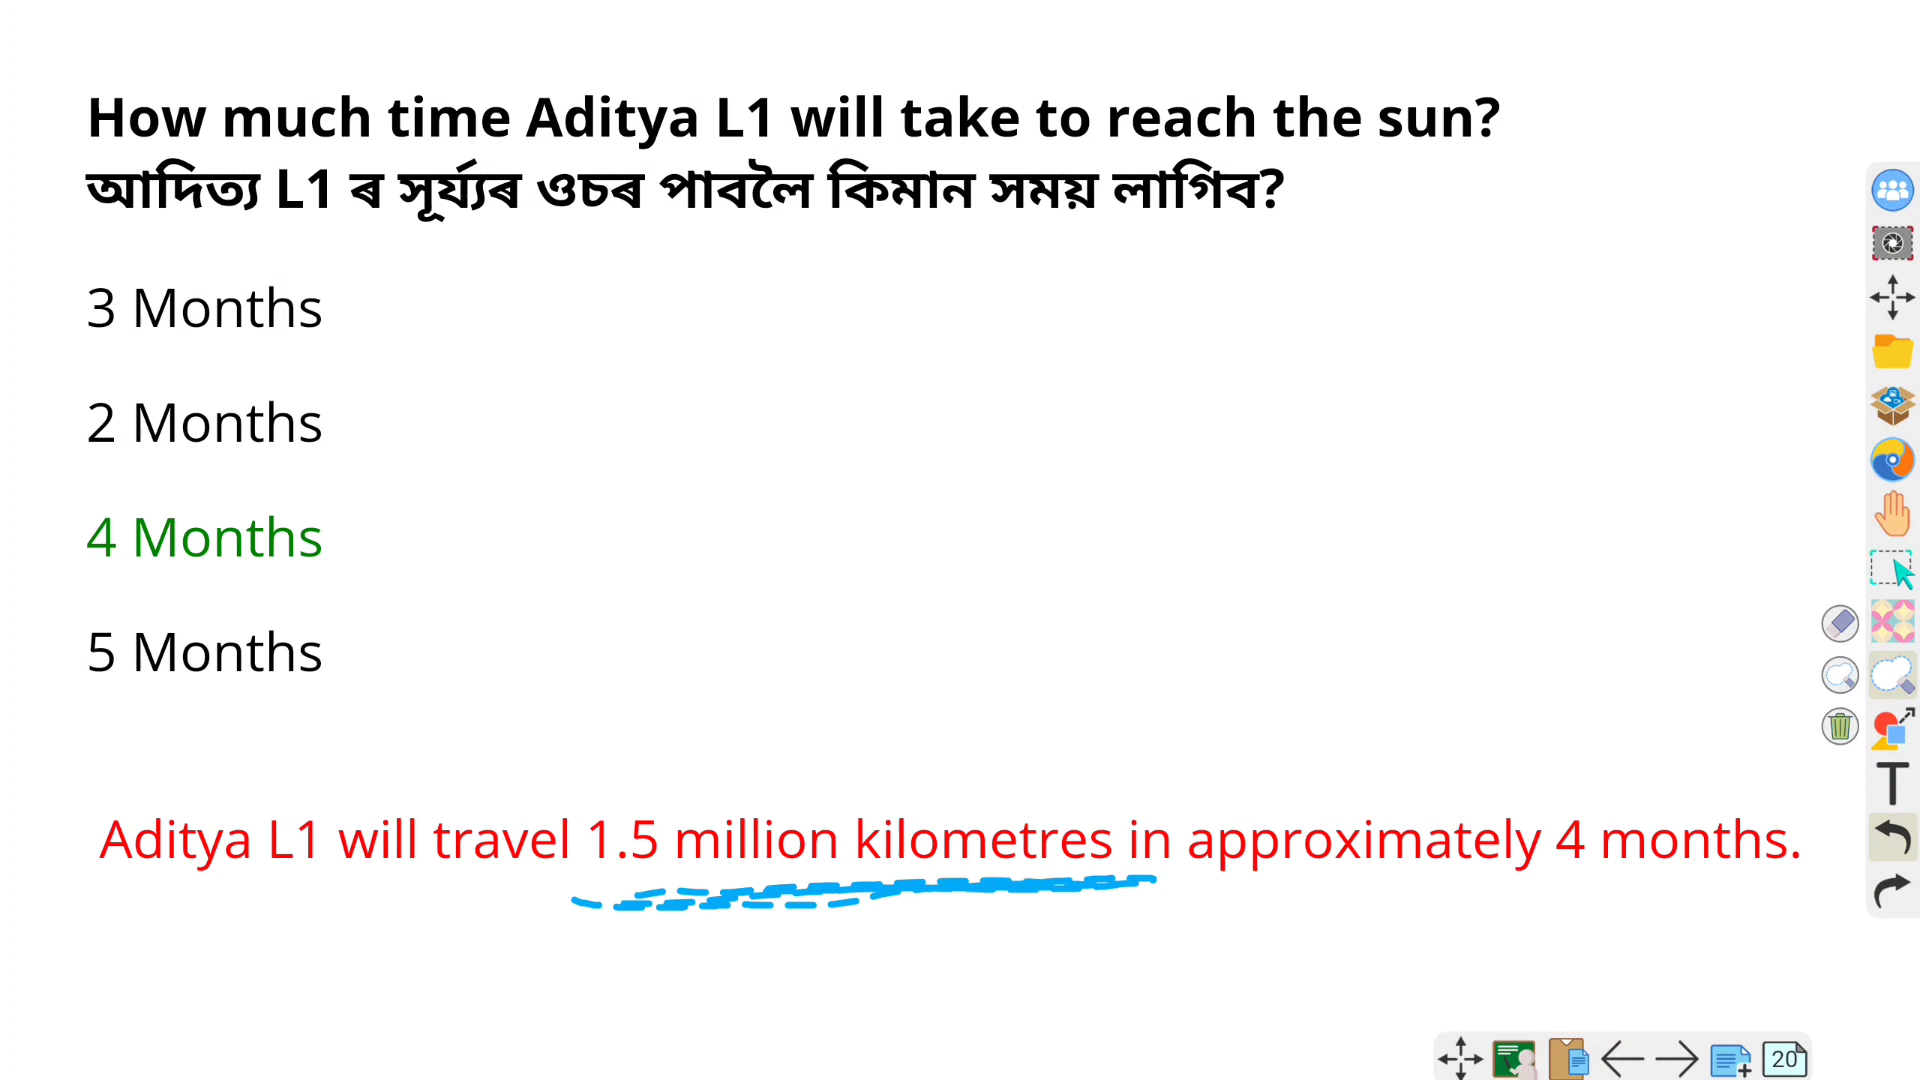 How much time Aditya L1 will take to reach the sun?
আদিত্য L1 ৰ সূৰ্য্যৰ ওচৰ পাবলৈ কিমান সময় লাগিব?
3 Months
2 Months
4 Months
5 Months
Aditya L1 will travel 1.5 million kilometres in approximately 4 months.
20